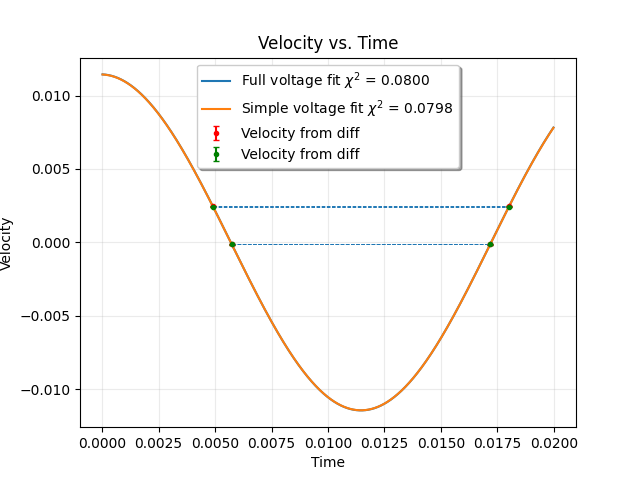 Velocity vs. Time
Full voltage fit χ² = 0.0800
Simple voltage fit χ² = 0.0798
Velocity from diff
Velocity from diff
0.010
0.005
0.000
−0.005
−0.010
Velocity
0.0000 0.0025 0.0050 0.0075 0.0100 0.0125 0.0150 0.0175 0.0200
Time